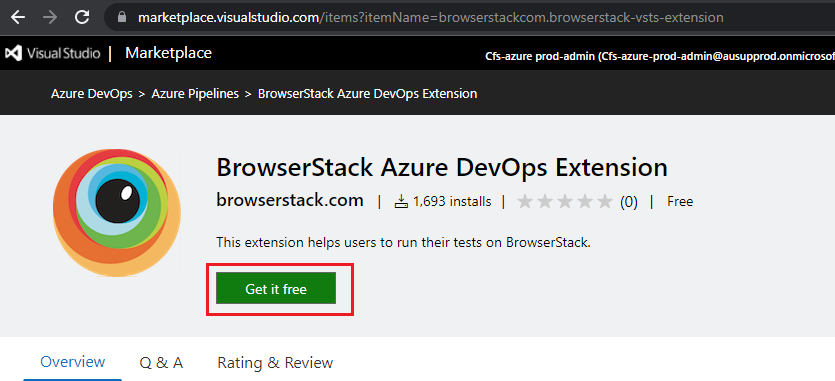 marketplace.visualstudio.com/items?itemName=browserstackcom.browserstack-vsts-extension
Visual Studio | Marketplace
Cfs-azure prod-admin (Cfs-azure-prod-admin@ausupprod.onmicrosof
Azure DevOps > Azure Pipelines > BrowserStack Azure DevOps Extension
BrowserStack Azure DevOps Extension
browserstack.com | 1,693 installs | (0) | Free
This extension helps users to run their tests on BrowserStack.
Get it free
Overview Q & A Rating & Review